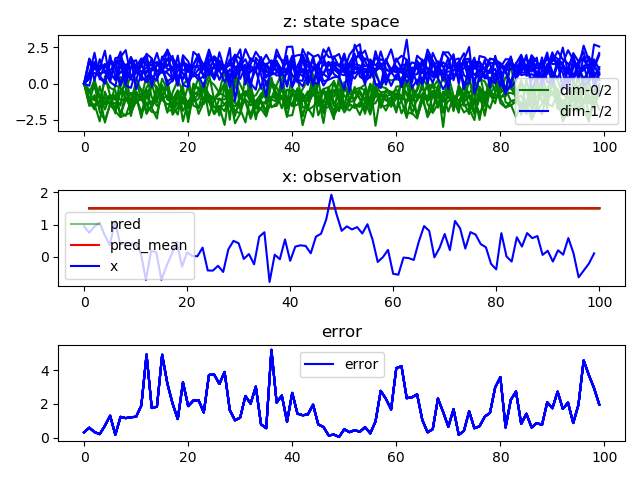 z: state space
2.5
0.0
−2.5
dim-0/2
dim-1/2
0 20 40 60 80 100
x: observation
2
1
0
pred
pred_mean
x
0 20 40 60 80 100
error
4
2
0
error
0 20 40 60 80 100